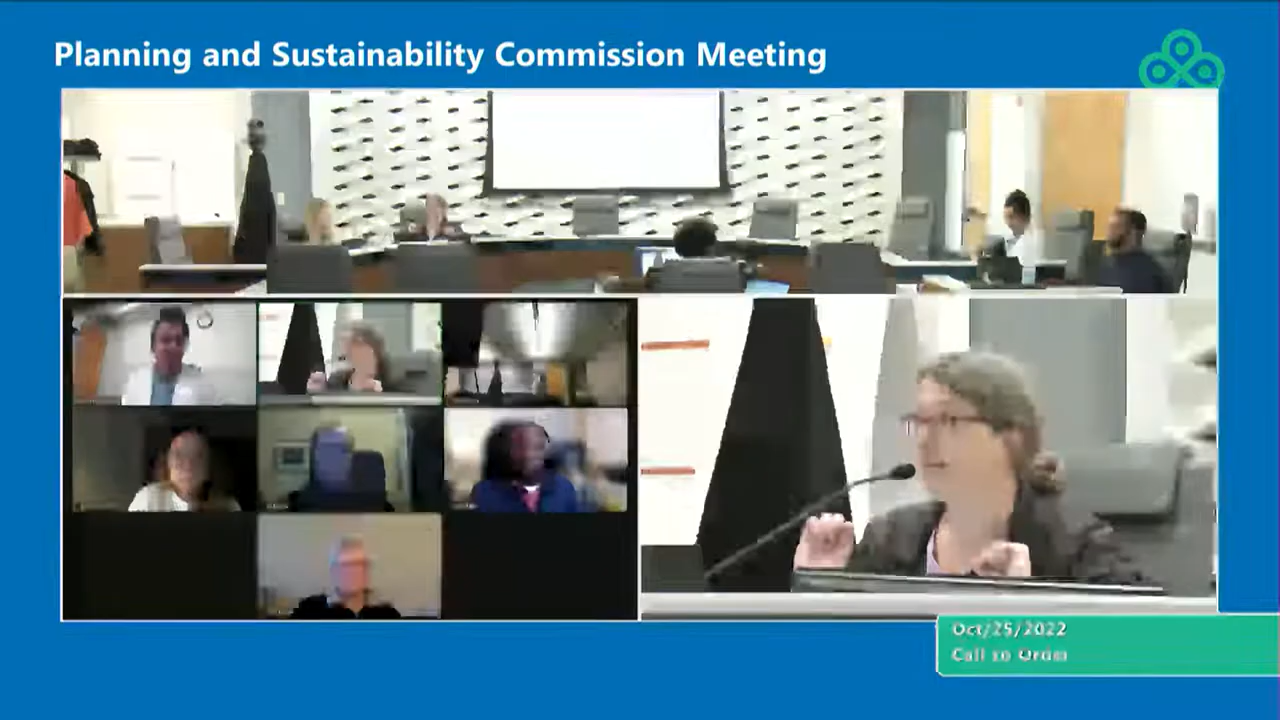 Planning and Sustainability Commission Meeting
Oct/25/2022
Call to Order